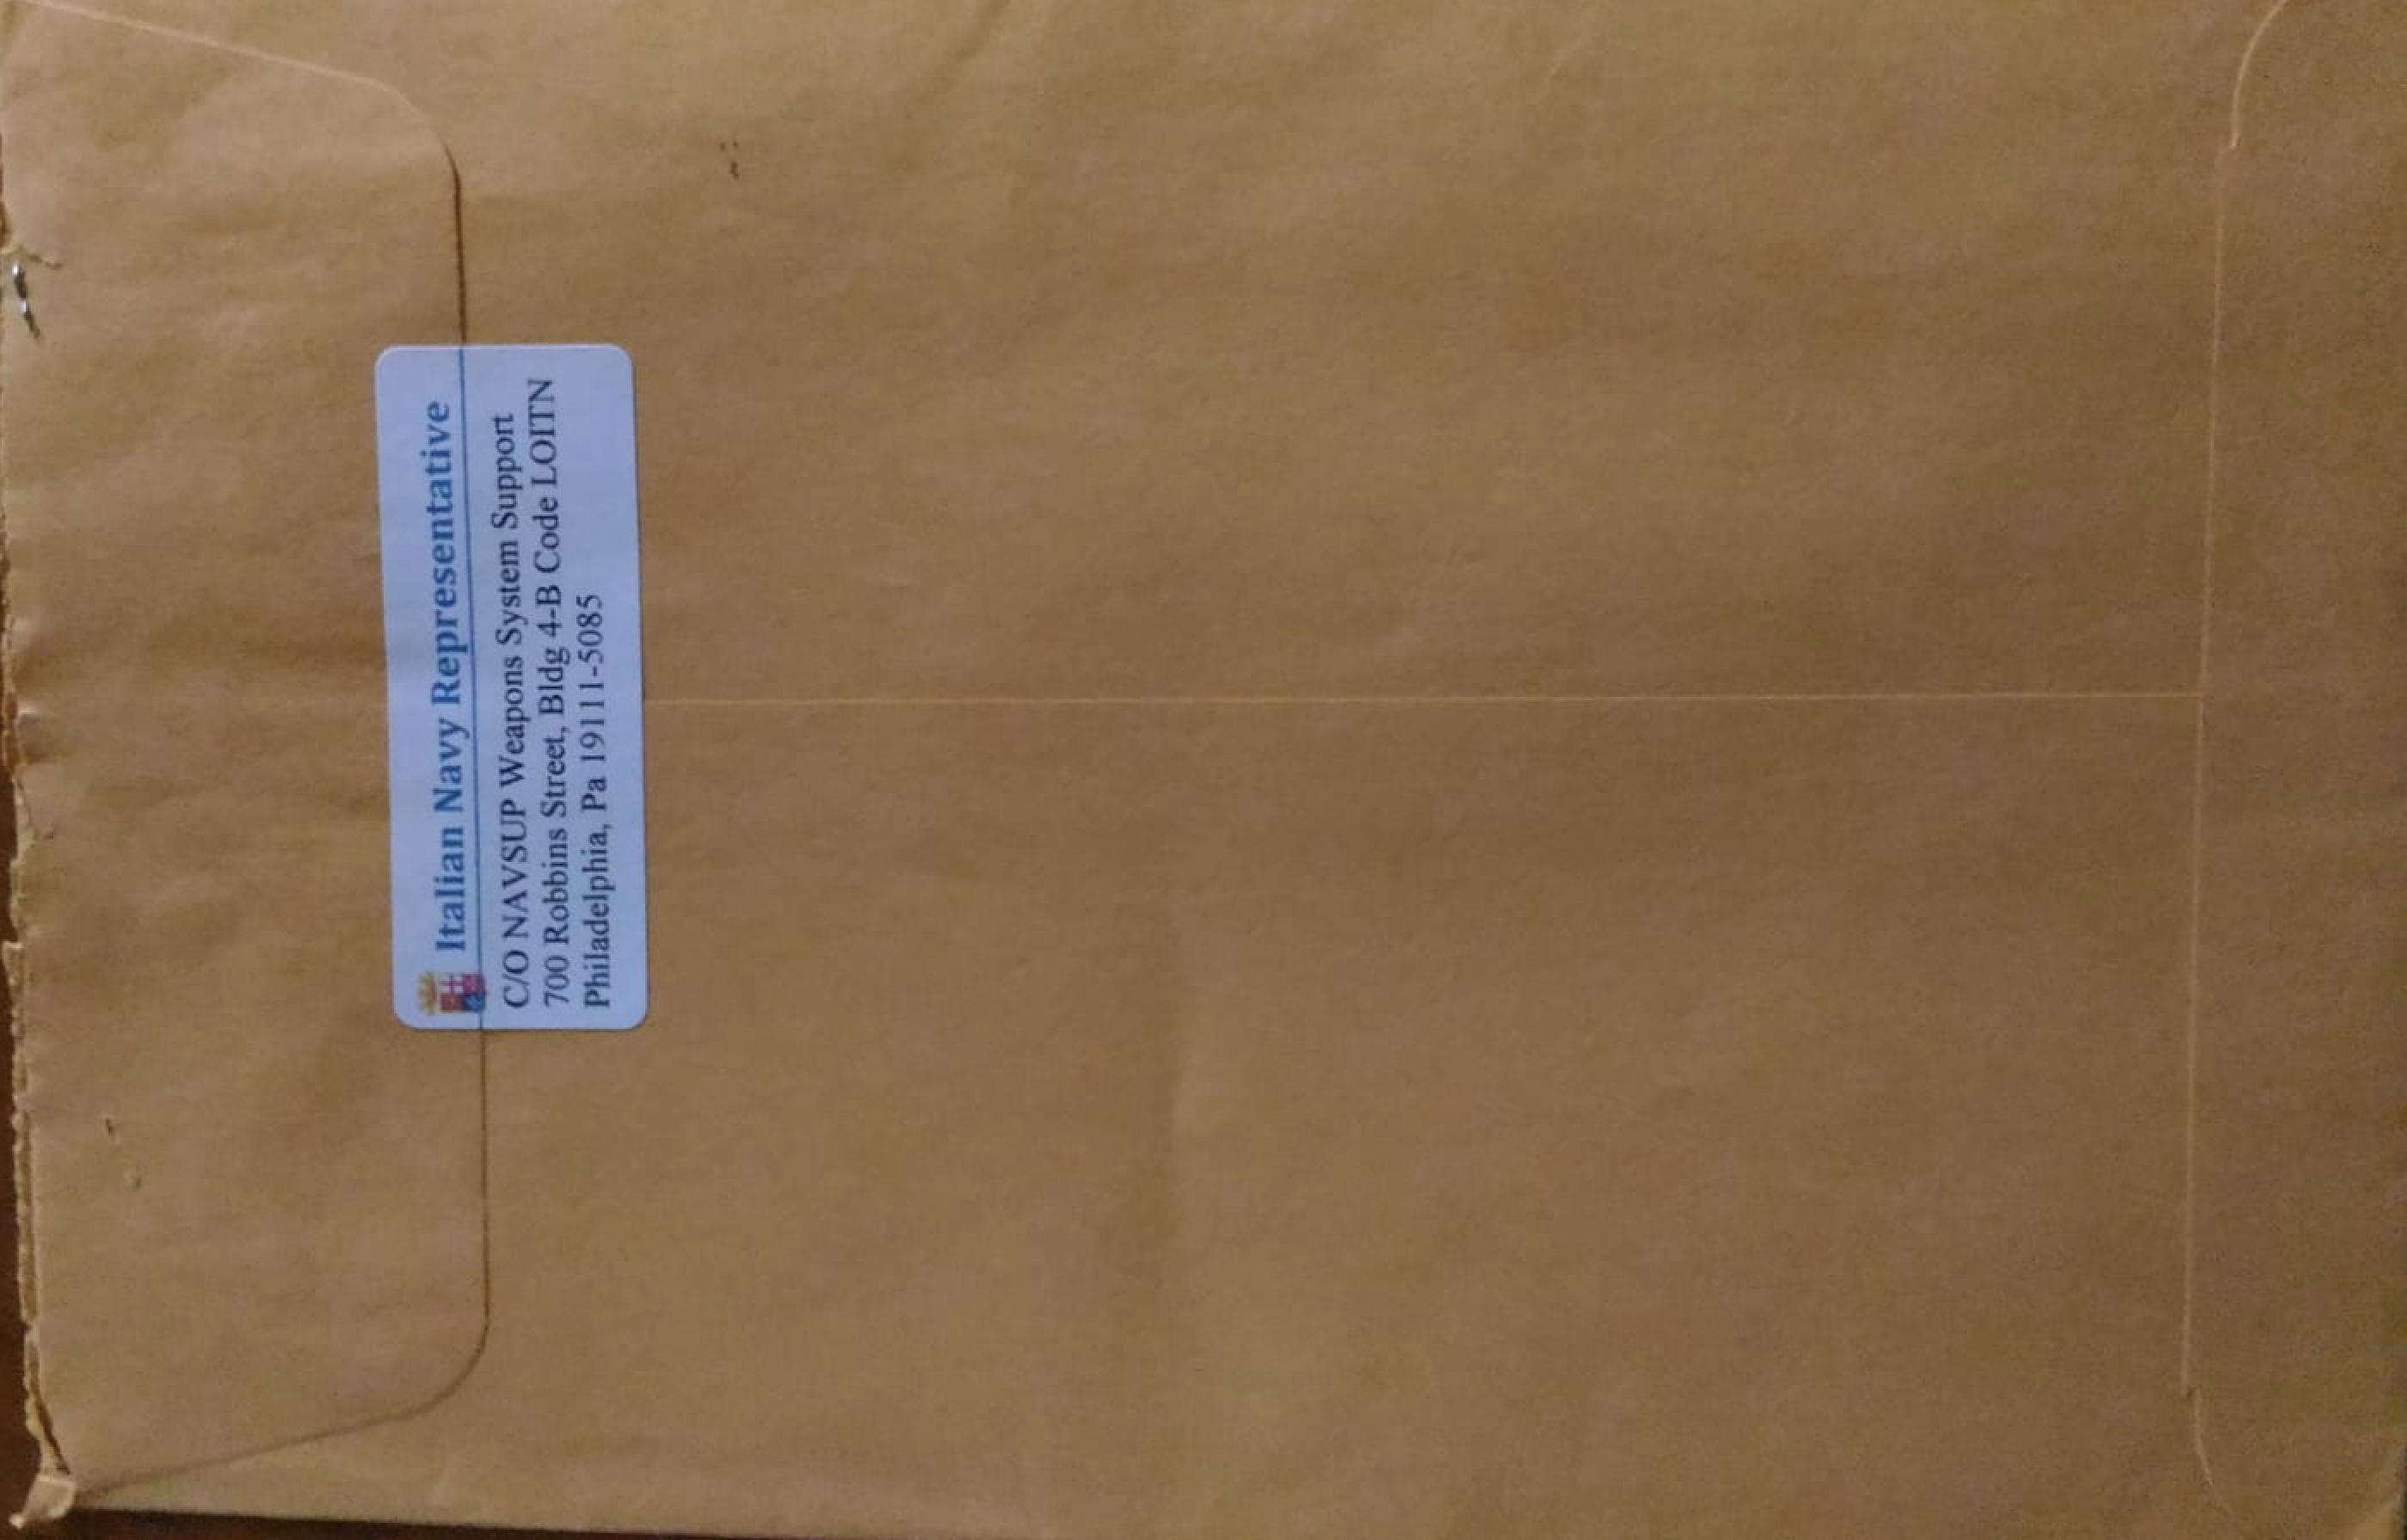 Italian Navy Representative
C/O NAVSUP Weapons System Support
700 Robbins Street, Bldg 4-B Code LOITN
Philadelphia, Pa 19111-5085